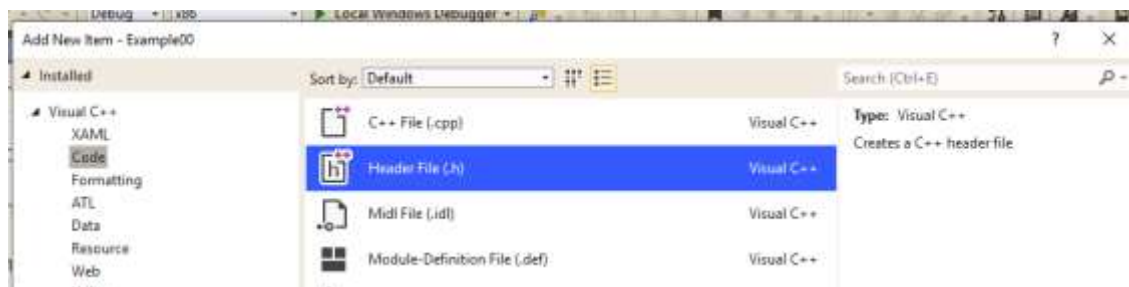 Debug x86 Local Windows Debugger
Add New Item - Example00 ?
Installed
Sort by: Default
Search (Ctrl+E)
Visual C++
XAML
Code
Formatting
ATL
Data
Resource
Web
C++ File (.cpp) Visual C++
Header File (.h) Visual C++
Midl File (.idl) Visual C++
Module-Definition File (.def) Visual C++
Type: Visual C++
Creates a C++ header file